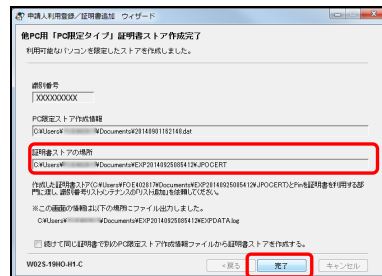 申請人利用登録／証明書追加 ウィザード
他PC用「PC限定タイプ」証明書ストア作成完了
利用可能なパソコンを限定したストアを作成しました。
識別番号
XXXXXXXXX
PC限定ストア作成情報
C:¥Users¥ ¥Documents¥20140901162148.dat
証明書ストアの場所
C:¥Users¥ ¥Documents¥EXP20140925085412¥JPOCERT
作成した証明書ストア(C:¥Users¥FOE402817¥Documents¥EXP20140925085412¥JPOCERT)とPinを証明書を利用する部
門に渡し、識別番号リストメンテナンスの「リスト追加」を依頼してください。
※この画面の情報は以下の場所にファイル出力しました。
C:¥Users¥ ¥Documents¥EXP20140925085412¥EXPDATA.log
続けて同じ証明書で別のPC限定ストア作成情報ファイルから証明書ストアを作成する。
W02S-19HO-H1-C
<戻る 完了 キャンセル